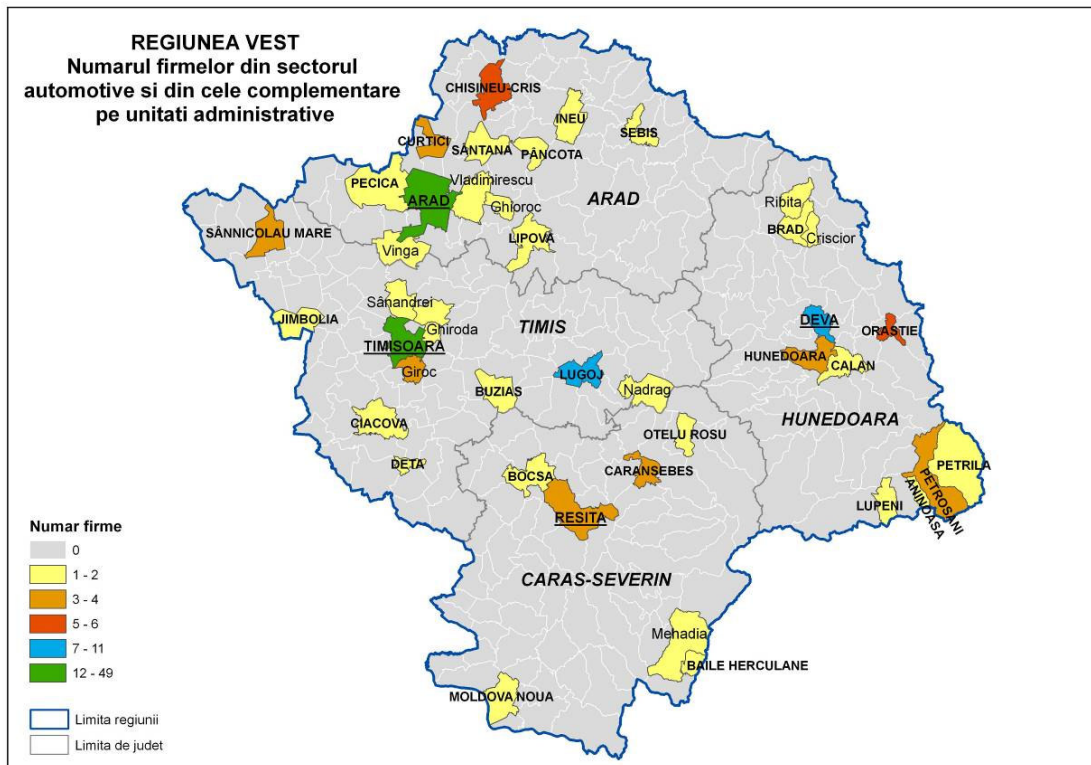 REGIUNEA VEST
Numarul firmelor din sectorul
automotive si din cele complementare
pe unitati administrative
CHISINEU-CRIS
INEU
SEBIS
CURTICI
SÂNTANA
PÂNCOTA
PECICA
Vladimirescu
ARAD
Ghioroc
ARAD
Ribita
BRAD
Criscior
SÂNNICOLAU MARE
LIPOVA
Vinga
Sânandrei
JIMBOLIA
Ghiroda
TIMIS
DEVA
ORASTIE
TIMISOARA
HUNEDOARA
Giroc
LUGOJ
CALAN
BUZIAS
Nadrag
CIACOVA
HUNEDOARA
OTELU ROSU
DETA
BOCSA
CARANSEBES
PETRILA
PETROSANI
ANINOASA
LUPENI
RESITA
CARAS-SEVERIN
Mehadia
BAILE HERCULANE
MOLDOVA NOUA
Numar firme
0
1 - 2
3 - 4
5 - 6
7 - 11
12 - 49
Limita regiunii
Limita de judet